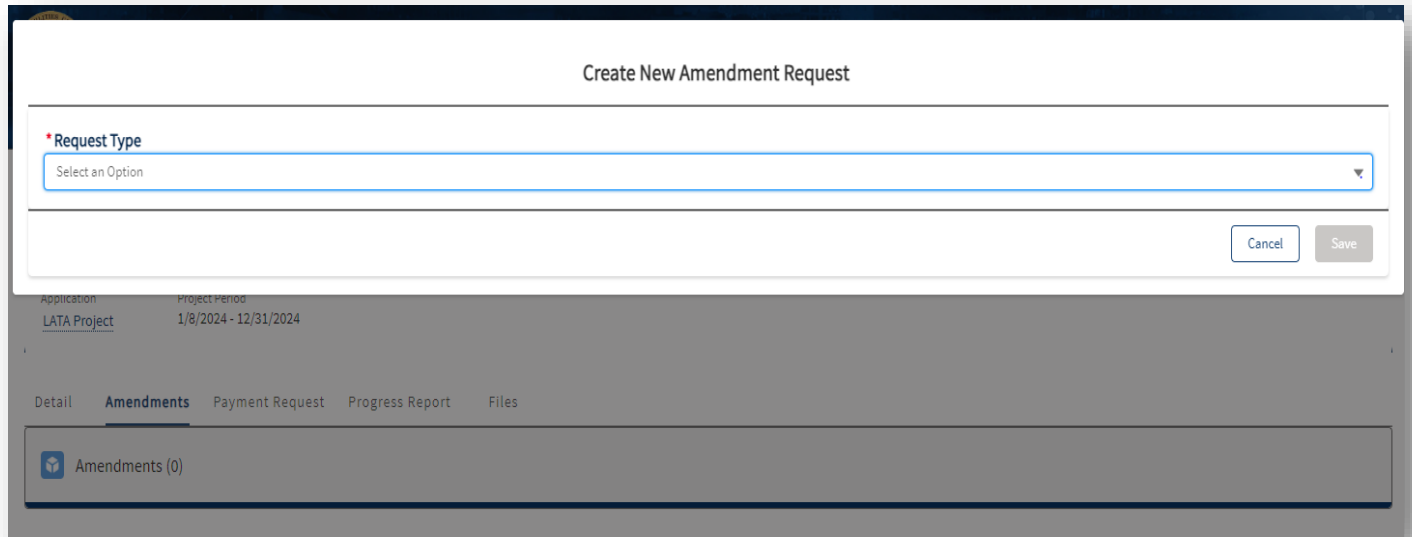 Create New Amendment Request
*Request Type
Select an Option
Cancel Save
Application Project Period
LATA Project 1/8/2024 - 12/31/2024
Detail Amendments Payment Request Progress Report Files
Amendments (0)